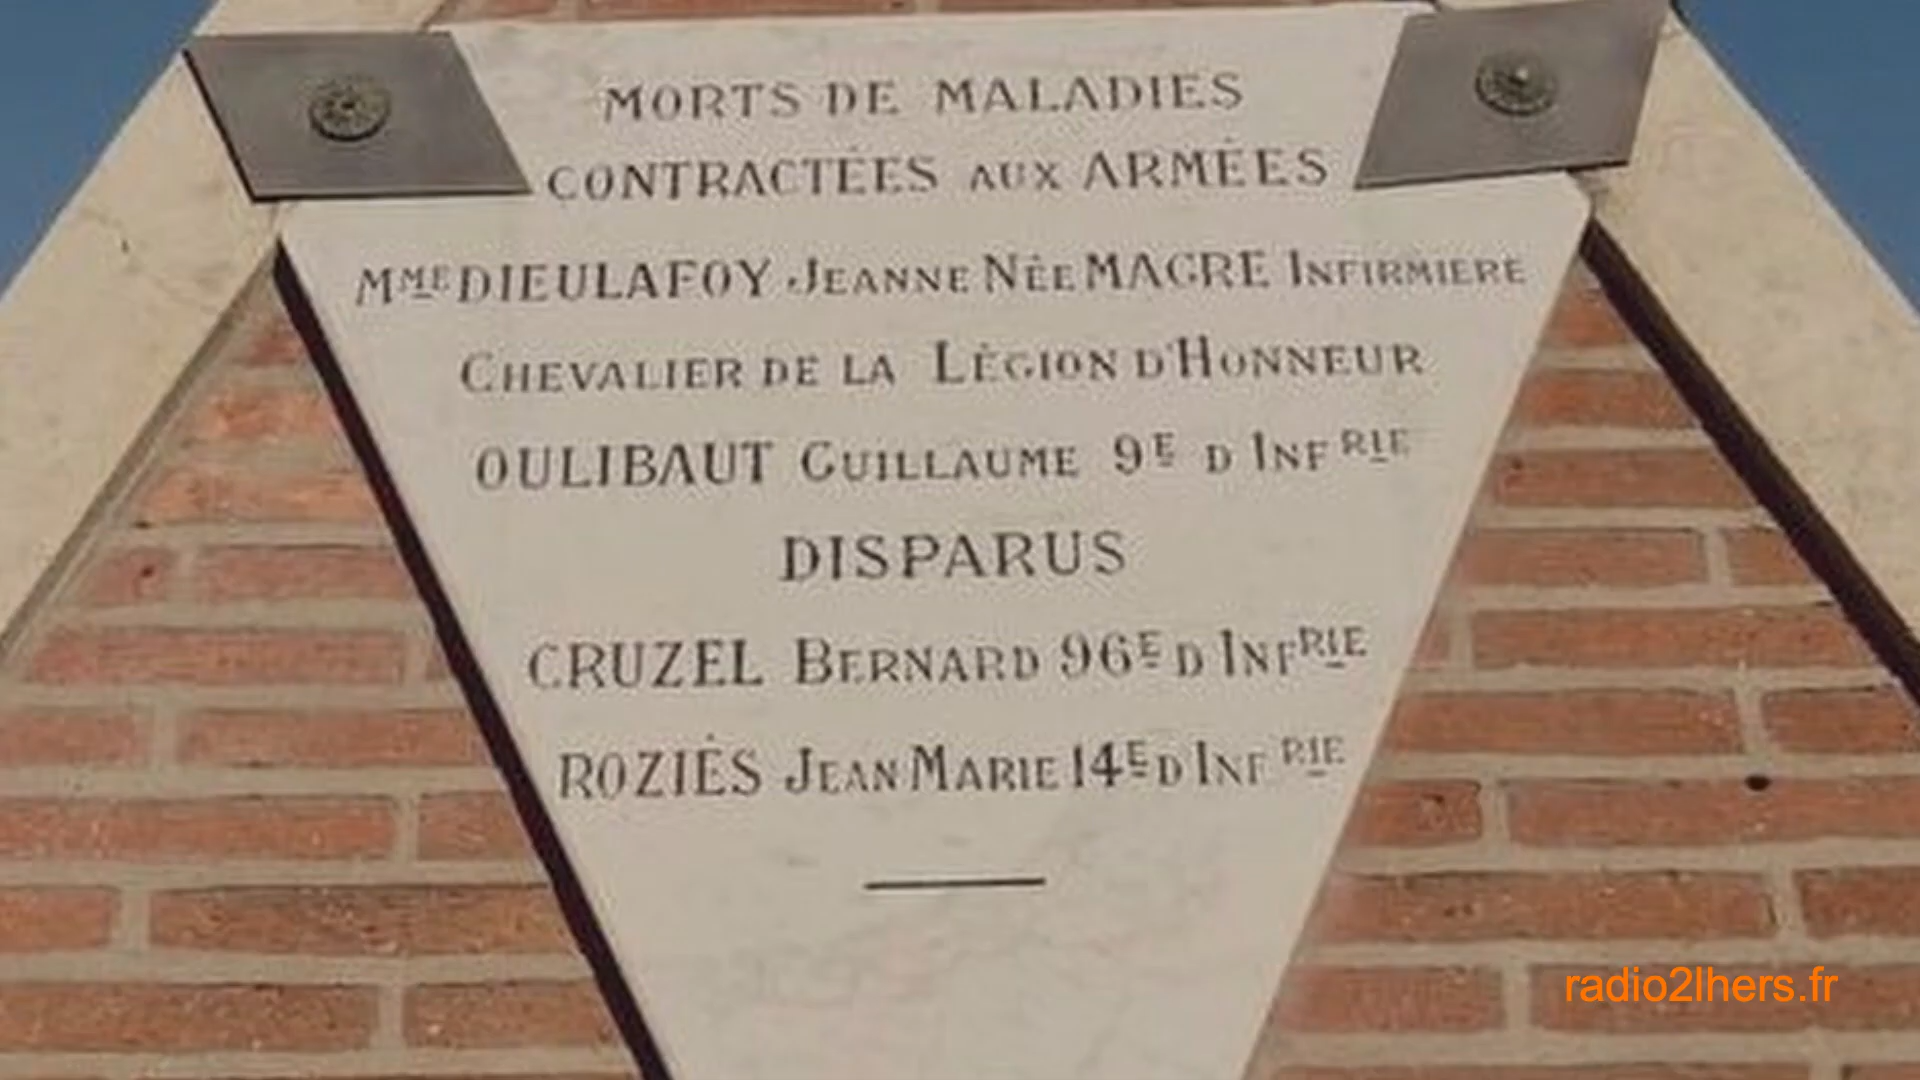 MORTS DE MALADIES
CONTRACTÉES AUX ARMÉES
MME DIEULAFOY JEANNE NÉE MAGRE INFIRMIERE
CHEVALIER DE LA LÉGION D'HONNEUR
OULIBAUT GUILLAUME 9E D INFRIE
DISPARUS
CRUZEL BERNARD 96E D INFRIE
ROZIÉS JEAN MARIE 14E D INFRIE
radio2lhers.fr